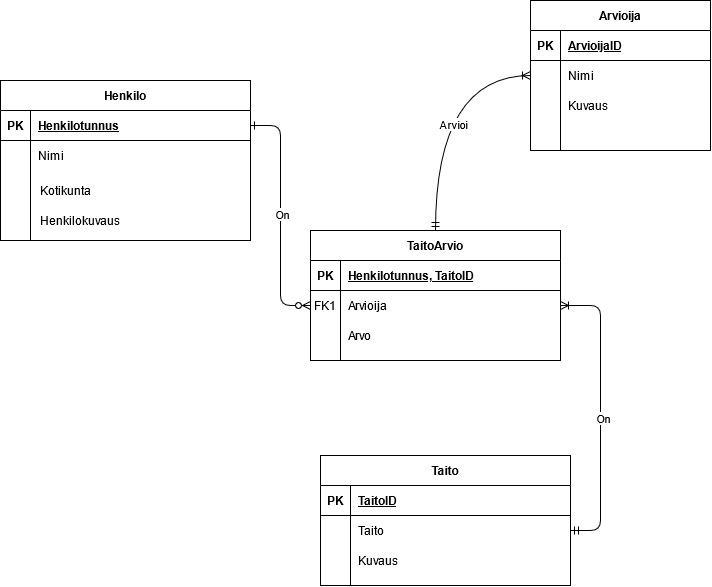 Arvioija
PK ArvioijaID
Nimi
Kuvaus
Henkilo
PK Henkilotunnus
Nimi
Kotikunta
Henkilokuvaus
Arvioi
On
TaitoArvio
PK Henkilotunnus, TaitoID
FK1 Arvioija
Arvo
On
Taito
PK TaitoID
Taito
Kuvaus